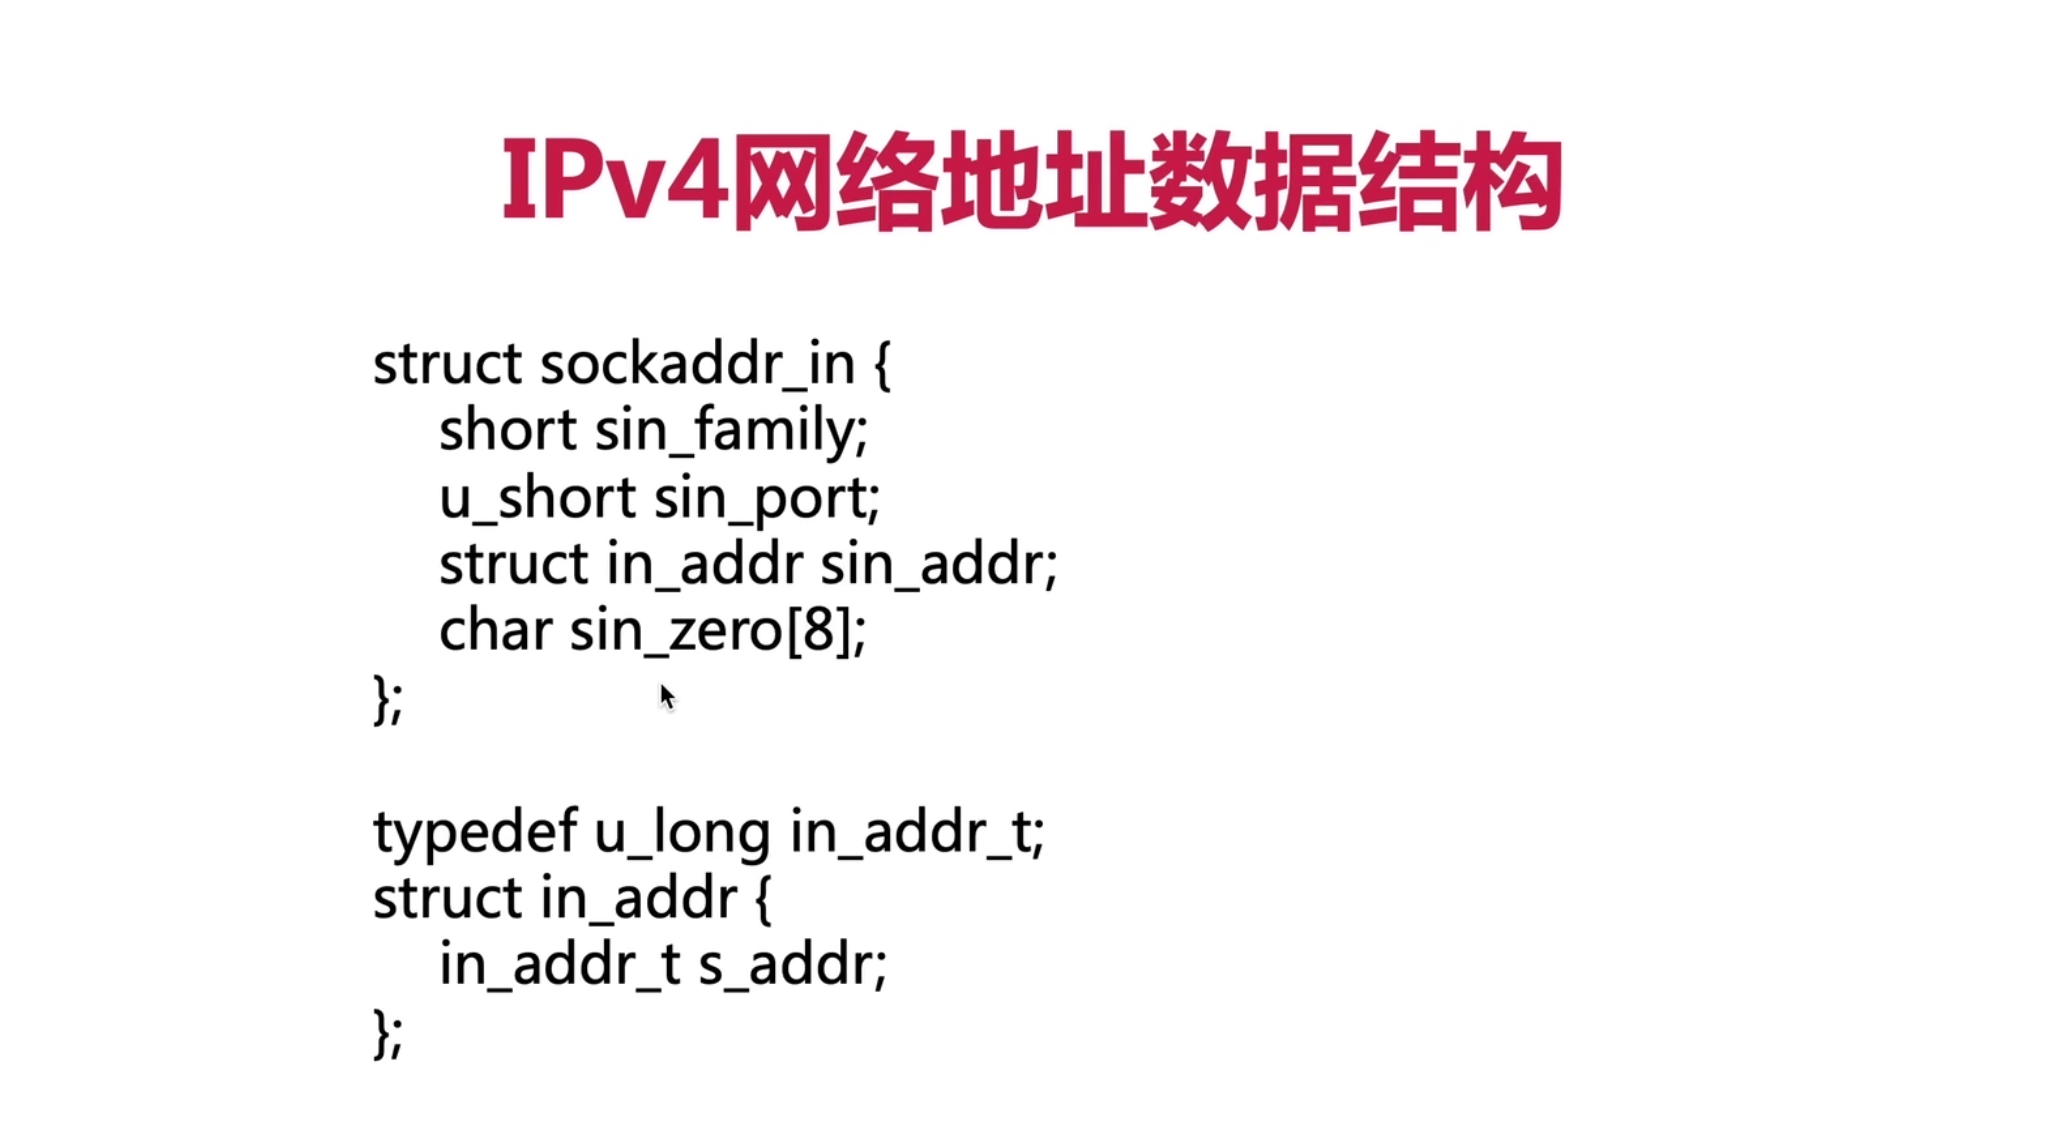 IPv4网络地址数据结构
struct sockaddr_in {
short sin_family;
u_short sin_port;
struct in_addr sin_addr;
char sin_zero[8];
};
typedef u_long in_addr_t;
struct in_addr {
in_addr_t s_addr;
};